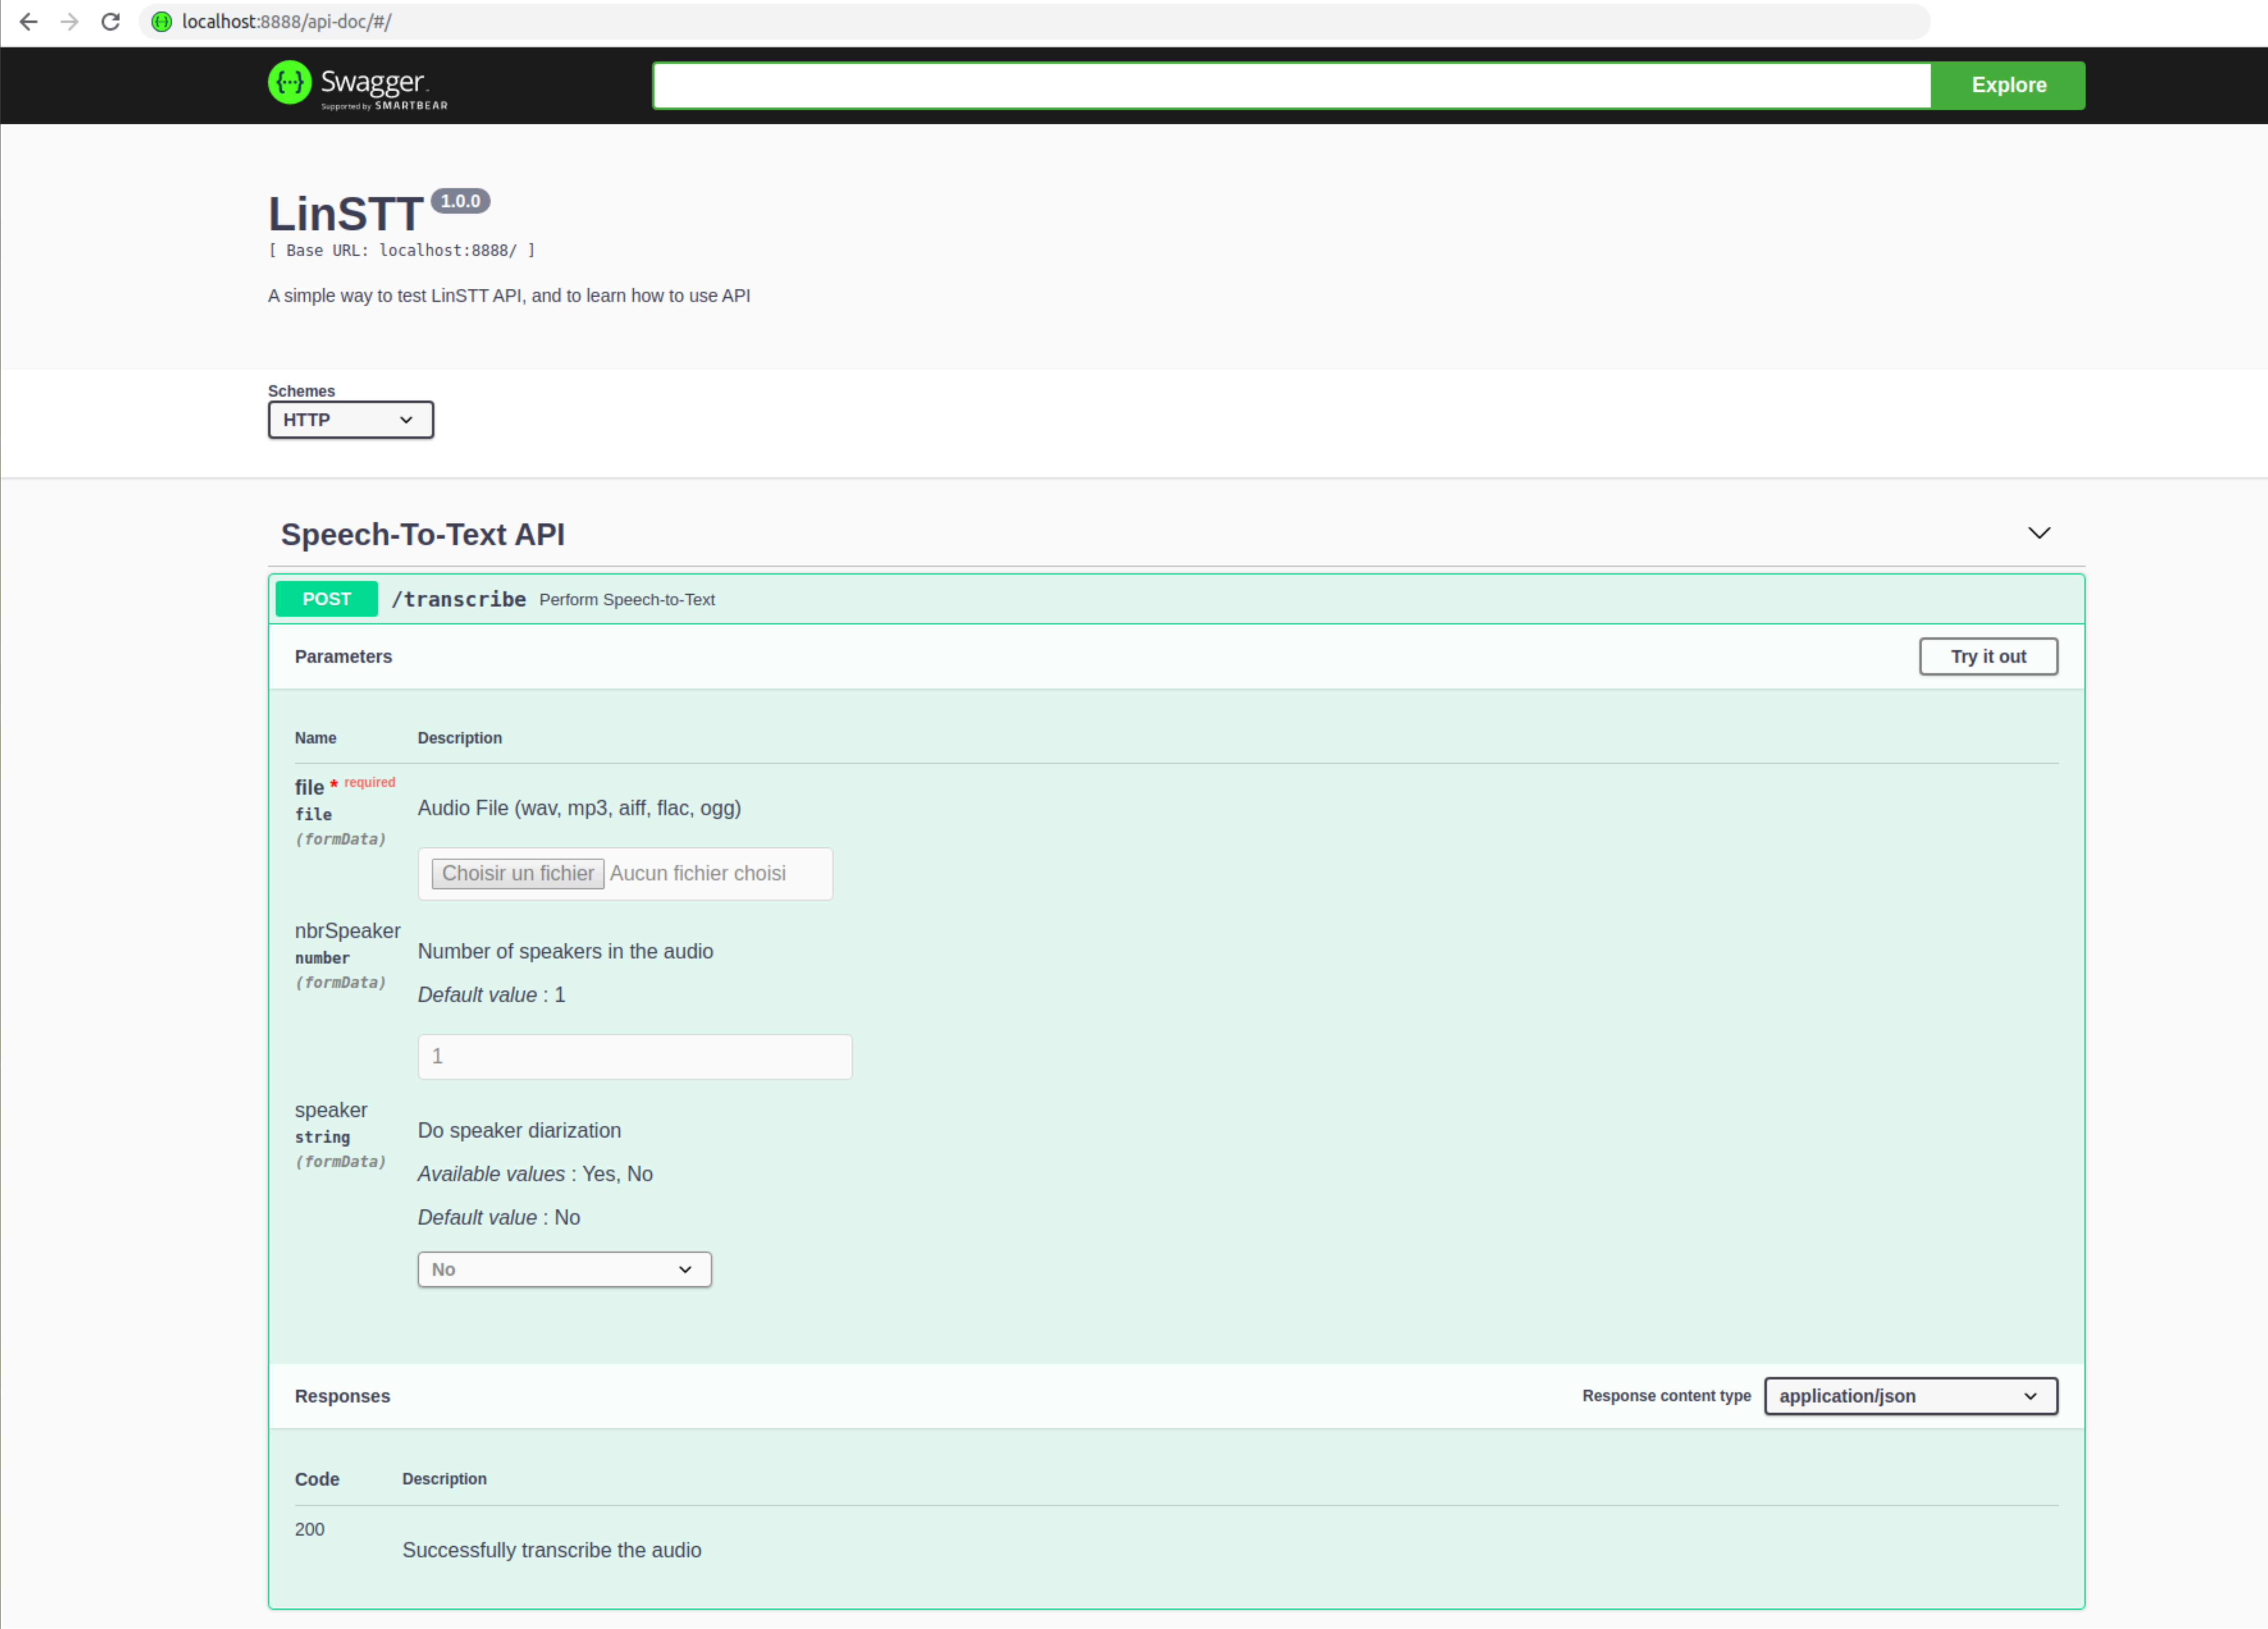 localhost:8888/api-doc/#/
Swagger.
Supported by SMARTBEAR
Explore
LinSTT 1.0.0
[ Base URL: localhost:8888/ ]
A simple way to test LinSTT API, and to learn how to use API
Schemes
HTTP
Speech-To-Text API
POST /transcribe Perform Speech-to-Text
Parameters
Try it out
Name Description
file * required
file
(formData)
Audio File (wav, mp3, aiff, flac, ogg)
Choisir un fichier Aucun fichier choisi
nbrSpeaker
number
(formData)
Number of speakers in the audio
Default value : 1
1
speaker
string
(formData)
Do speaker diarization
Available values : Yes, No
Default value : No
No
Responses
Response content type application/json
Code Description
200
Successfully transcribe the audio